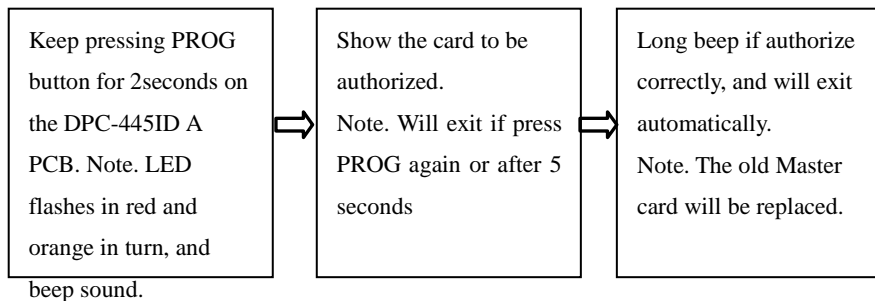 Keep pressing PROG
button for 2seconds on
the DPC-445ID A
PCB. Note. LED
flashes in red and
orange in turn, and
beep sound.
Show the card to be
authorized.
Note. Will exit if press
PROG again or after 5
seconds
Long beep if authorize
correctly, and will exit
automatically.
Note. The old Master
card will be replaced.